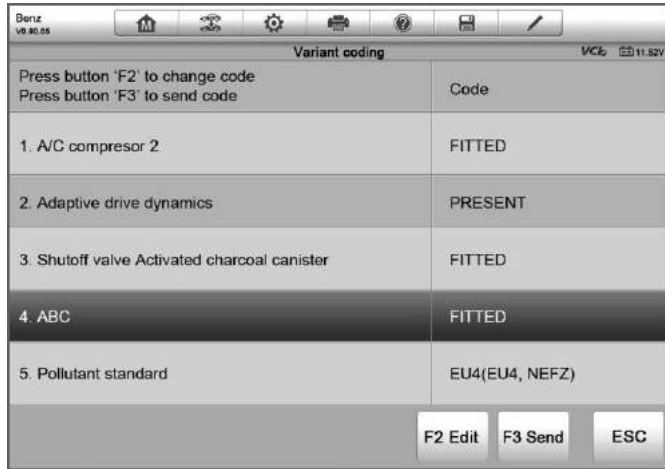 Benz
V0.90.55
Variant coding
VCI 11.52V
Press button 'F2' to change code
Press button 'F3' to send code
Code
1. A/C compresor 2
FITTED
2. Adaptive drive dynamics
PRESENT
3. Shutoff valve Activated charcoal canister
FITTED
4. ABC
FITTED
5. Pollutant standard
EU4(EU4, NEFZ)
F2 Edit
F3 Send
ESC